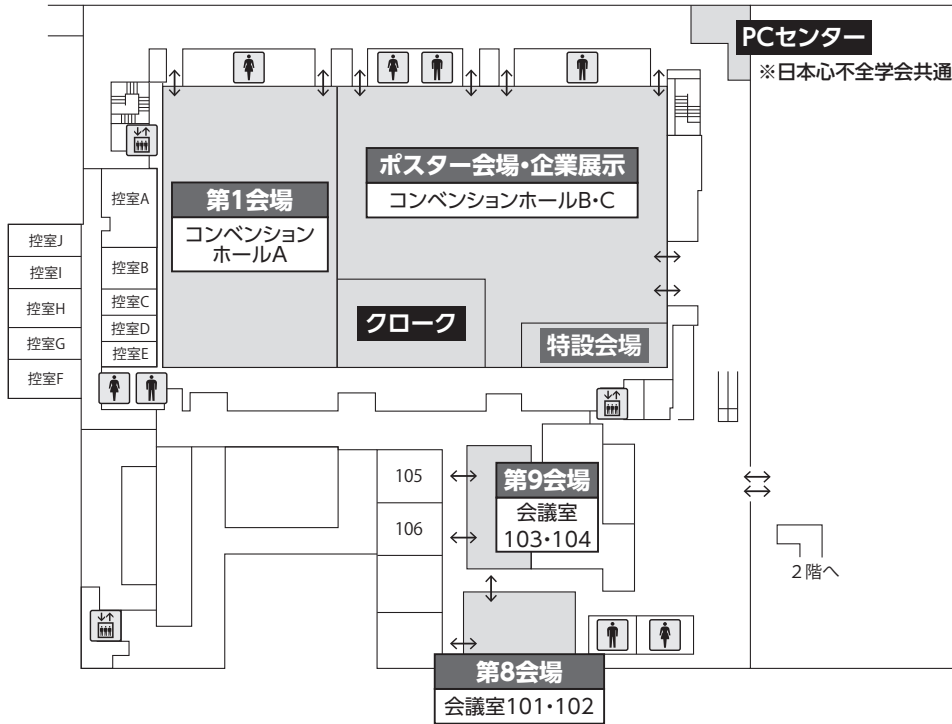 PCセンター
※日本心不全学会共通
ポスター会場・企業展示
コンベンションホールB・C
第1会場
コンベンション
ホールA
控室A
控室B
控室C
控室D
控室E
控室J
控室I
控室H
控室G
控室F
クローク
特設会場
105
106
第9会場
会議室
103・104
2階へ
第8会場
会議室101・102